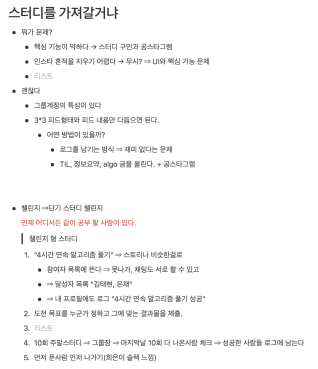 스터디를 가져갈거냐
뭐가 문제?
핵심 기능이 약하다 → 스터디 구인과 공스타그램
인스타 흔적을 지우기 어렵다 → 무시? ⇒ UI와 핵심 기능 문제
리스트
괜찮다
그룹계정의 특성이 있다
3*3 피드형태와 피드 내용만 다듬으면 된다.
어떤 방법이 있을까?
로그를 남기는 방식 ⇒ 재미 없다는 문제
TIL, 정보요약, algo 글를 올린다. + 공스타그램
챌린지 →단기 스터디 챌린지
언제 어디서든 같이 공부 할 사람이 있다.
챌린지 형 스터디
1. "4시간 연속 알고리즘 풀기" ⇒ 스토리나 비슷한걸로
참여자 목록에 뜬다 ⇒ 못나가, 채팅도 서로 할 수 있고
⇒ 달성자 목록 "김태현, 은채"
⇒ 내 프로필에도 로그 "4시간 연속 알고리즘 풀기 성공"
2. 도전 목표를 누군가 정하고 그에 맞는 결과물을 제출.
3. 리스트
4. 10회 주말스터디 ⇒ 그룹장 ⇒ 마지막날 10회 다 나온사람 체크 ⇒ 성공한 사람들 로그에 남는다
5. 먼저 푼사람 먼저 나가기(희은이 슬랙 느낌)